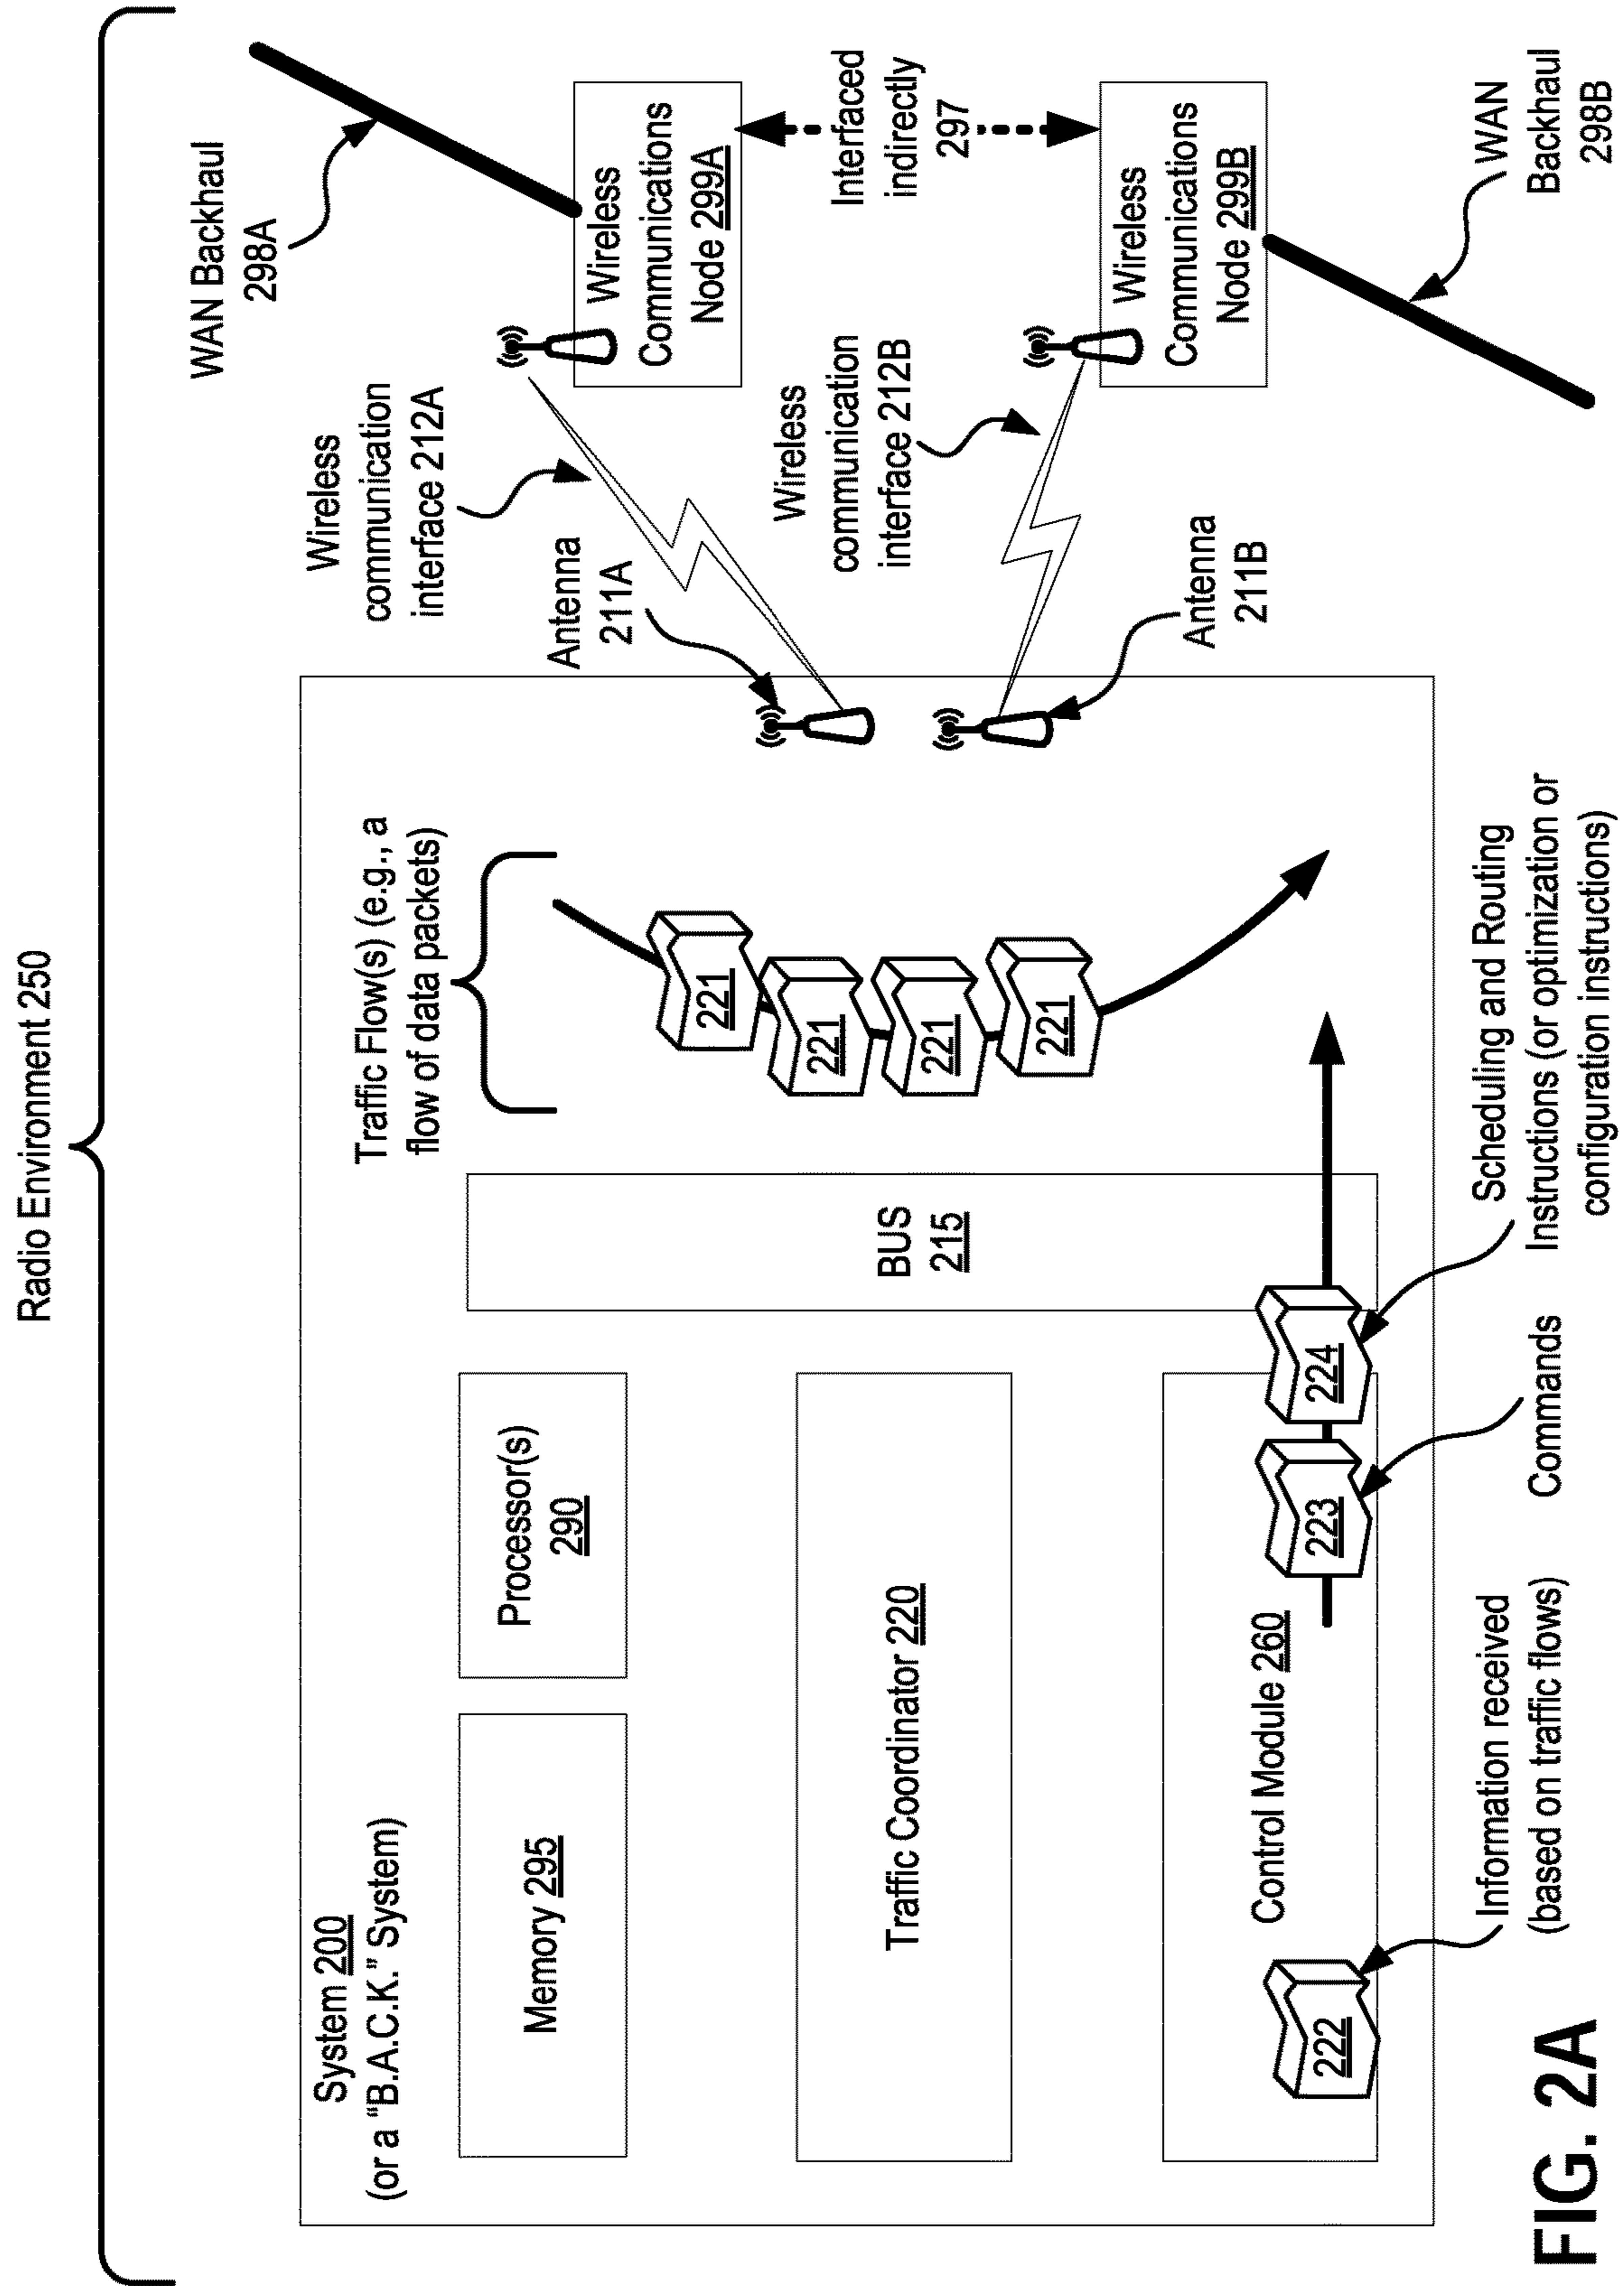 Radio Environment 250
System 200
(or a “B.A.C.K.” System)
Memory 295
Processor(s)
290
Traffic Coordinator 220
Control Module 260
222
223
224
BUS
215
Traffic Flow(s) (e.g., a
flow of data packets)
221
221
221
221
Antenna
211A
Antenna
211B
Wireless
communication
interface 212A
Wireless
communication
interface 212B
WAN Backhaul
298A
Wireless
Communications
Node 299A
Interfaced
indirectly
297
Wireless
Communications
Node 299B
WAN
Backhaul
298B
Information received
(based on traffic flows)
Commands
Scheduling and Routing
Instructions (or optimization or
configuration instructions)
FIG. 2A